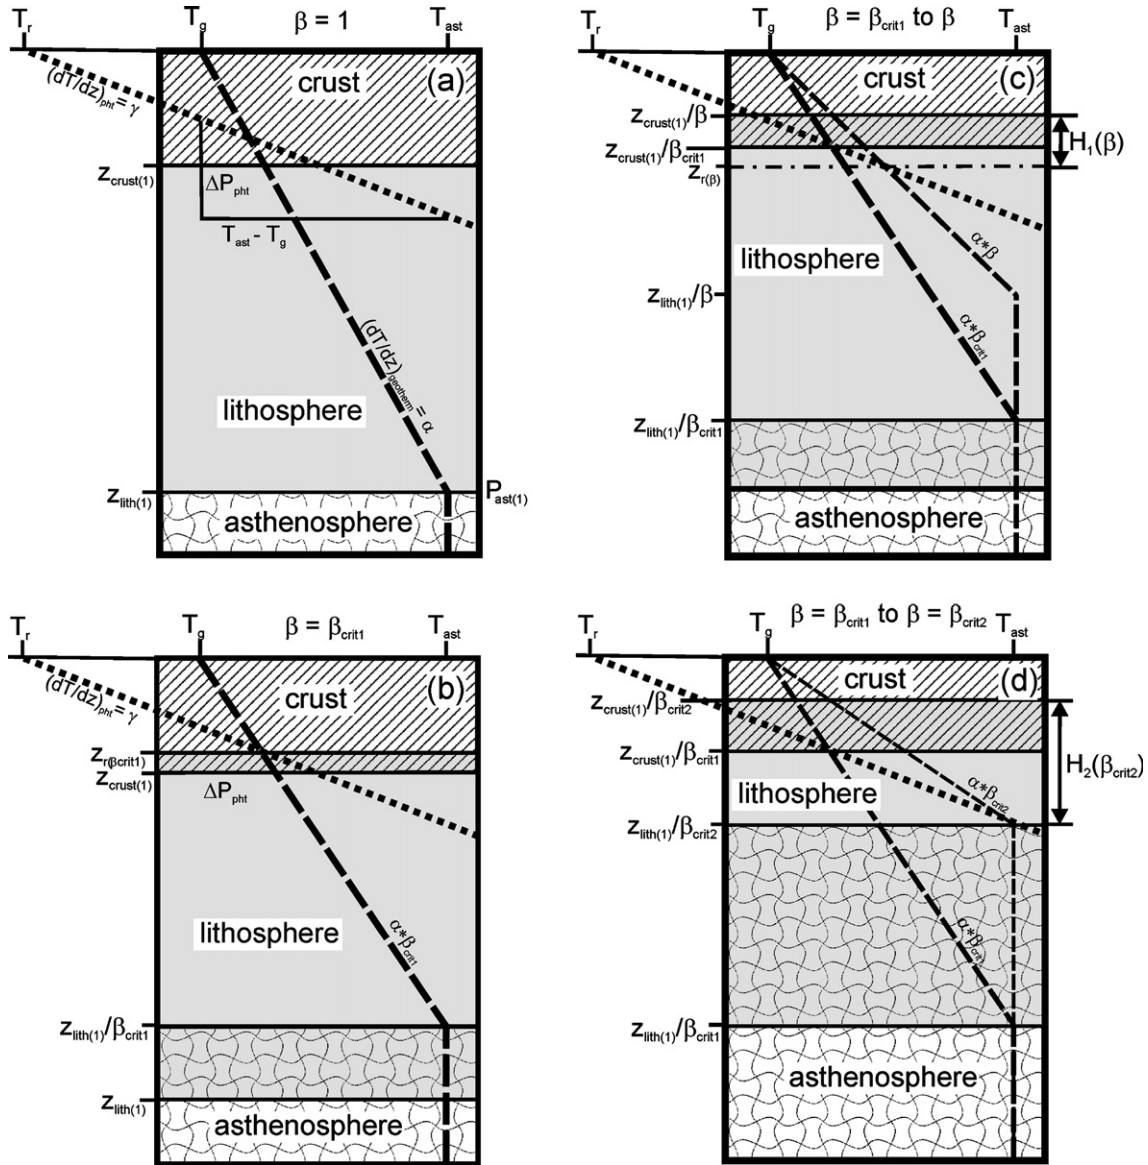 T_r T_g β = 1 T_ast
(a)
crust
(dT/dz)_pht = γ
z_crust(1)
ΔP_pht
T_ast - T_g
(dT/dz)_geotherm = α
lithosphere
z_lith(1) P_ast(1)
asthenosphere
T_r T_g β = β_crit1 to β T_ast
(c)
crust
z_crust(1)/β
z_crust(1)/β_crit1
z_r(β)
H_1(β)
lithosphere
α*β
z_lith(1)/β
α*β_crit1
z_lith(1)/β_crit1
asthenosphere
T_r T_g β = β_crit1 T_ast
(b)
crust
(dT/dz)_pht = γ
z_r(βcrit1)
z_crust(1)
ΔP_pht
lithosphere
α*β_crit1
z_lith(1)/β_crit1
z_lith(1)
asthenosphere
T_r T_g β = β_crit1 to β = β_crit2 T_ast
(d)
crust
z_crust(1)/β_crit2
z_crust(1)/β_crit1
H_2(β_crit2)
lithosphere
α*β_crit2
z_lith(1)/β_crit2
α*β_crit1
z_lith(1)/β_crit1
asthenosphere